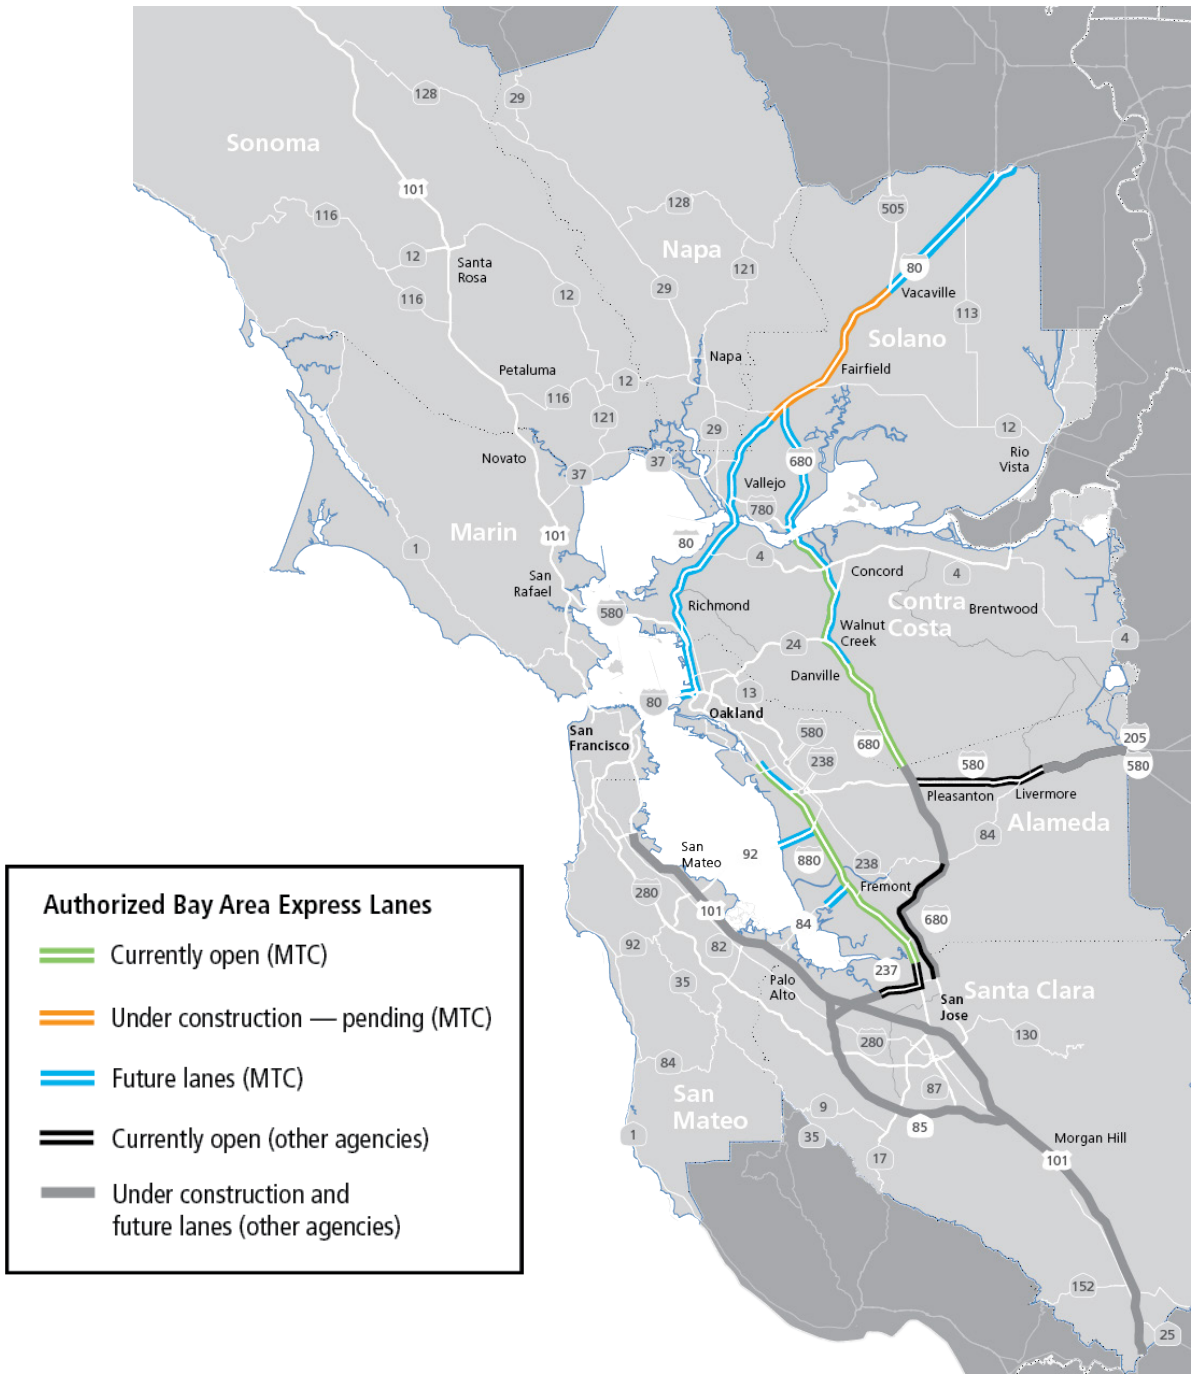 128
29
Sonoma
101
128
505
116
Napa
12
Santa
Rosa
121
80
116
12
29
Vacaville
113
Solano
Napa
Petaluma
Fairfield
12
116
121
29
12
Novato
37
37
680
Rio
Vista
Vallejo
780
Marin
101
80
1
4
Concord
4
San
Rafael
Contra
Costa
580
Richmond
Brentwood
Walnut
Creek
24
4
Danville
80
13
Oakland
San
Francisco
580
680
205
238
580
580
Pleasanton
Livermore
Alameda
84
San
Mateo
92
880
238
Fremont
280
101
84
680
92
82
237
35
Palo
Alto
San
Jose
Santa Clara
280
130
84
87
San
Mateo
9
85
1
35
17
Morgan Hill
101
152
25
Authorized Bay Area Express Lanes
Currently open (MTC)
Under construction — pending (MTC)
Future lanes (MTC)
Currently open (other agencies)
Under construction and
future lanes (other agencies)